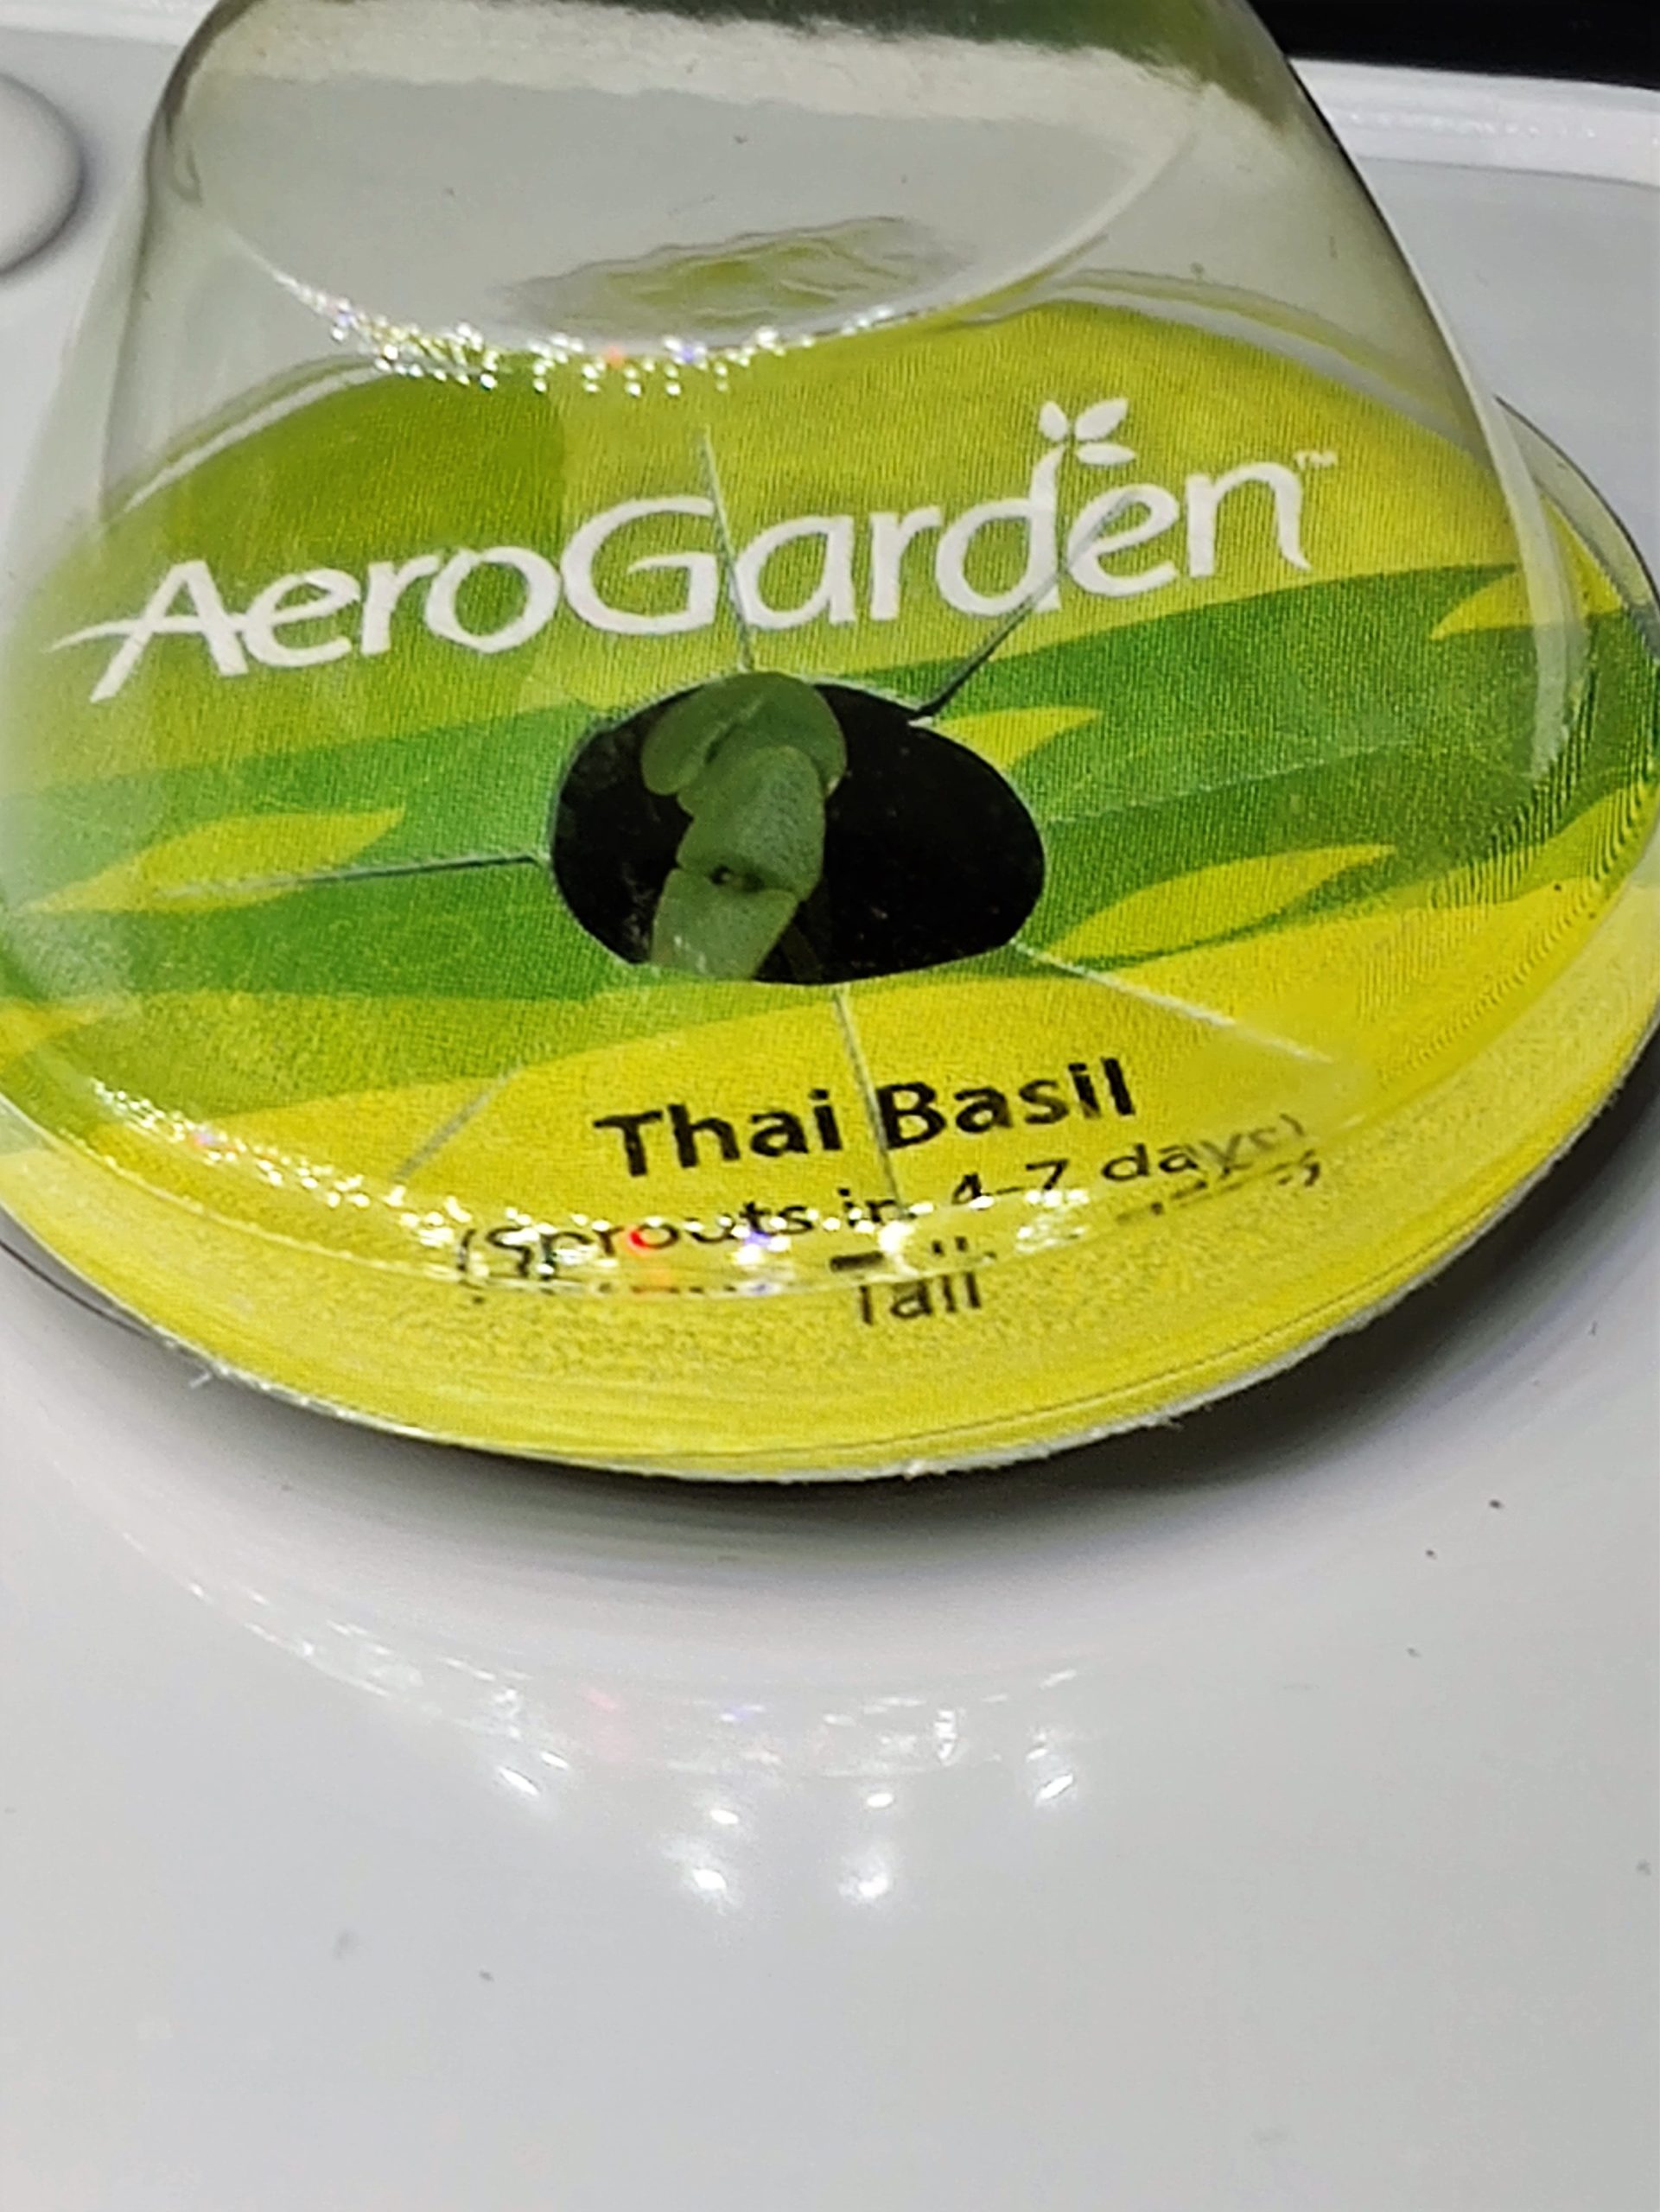 AeroGarden™
Thai Basil
(Sprouts in 4-7 days)
Tall